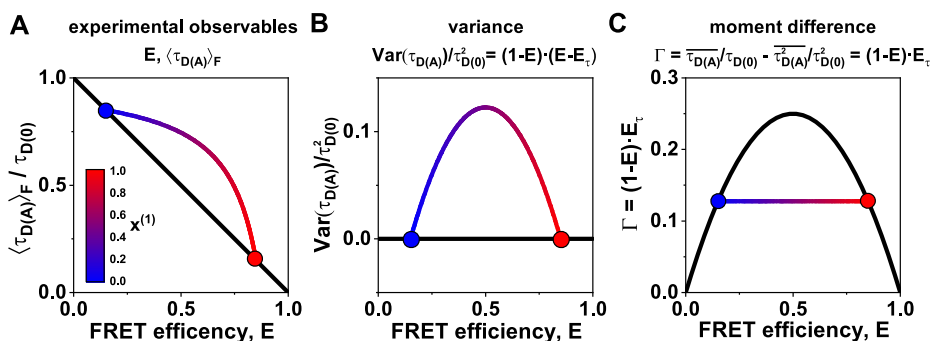 A
experimental observables
E, ⟨τD(A)⟩F
1.0
0.5
0.0
⟨τD(A)⟩F / τD(0)
1.0
0.8
0.6
0.4
0.2
0.0
x(1)
0.0
0.5
1.0
FRET efficency, E
B
variance
Var(τD(A))/τ²D(0)= (1-E)·(E-Eτ)
0.1
0.0
Var(τD(A))/τ²D(0)
0.0
0.5
1.0
FRET efficency, E
C
moment difference
Γ = τD(A)/τD(0) - τ²D(A)/τ²D(0) = (1-E)·Eτ
0.3
0.2
0.1
0.0
Γ = (1-E)·Eτ
0.0
0.5
1.0
FRET efficency, E